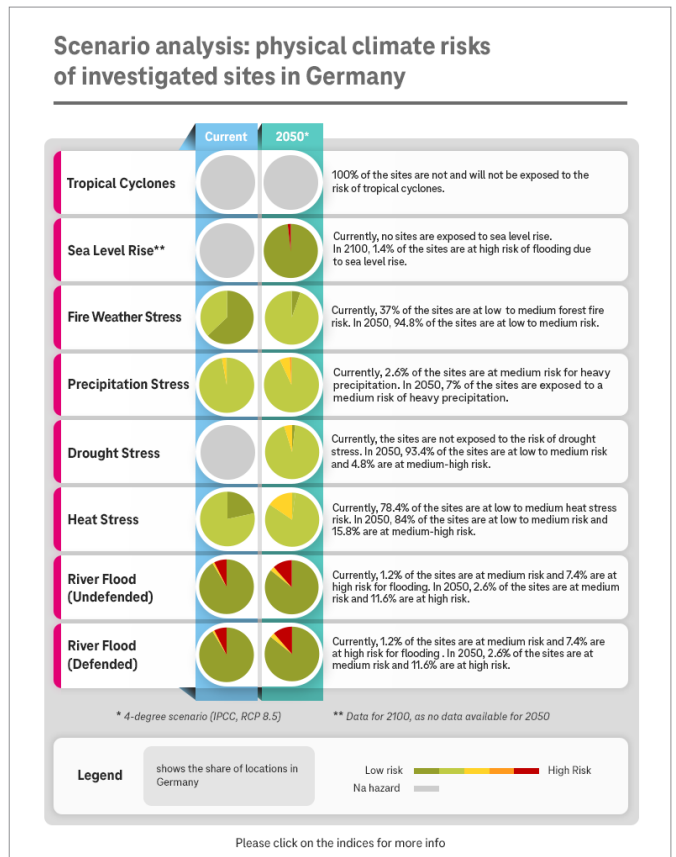 Scenario analysis: physical climate risks
of investigated sites in Germany
Current
2050*
Tropical Cyclones
100% of the sites are not and will not be exposed to the
risk of tropical cyclones.
Sea Level Rise**
Currently, no sites are exposed to sea level rise.
In 2100, 1.4% of the sites are at high risk of flooding due
to sea level rise.
Fire Weather Stress
Currently, 37% of the sites are at low to medium forest fire
risk. In 2050, 94.8% of the sites are at low to medium risk.
Precipitation Stress
Currently, 2.6% of the sites are at medium risk for heavy
precipitation. In 2050, 7% of the sites are exposed to a
medium risk of heavy precipitation.
Drought Stress
Currently, the sites are not exposed to the risk of drought
stress. In 2050, 93.4% of the sites are at low to medium risk
and 4.8% are at medium-high risk.
Heat Stress
Currently, 78.4% of the sites are at low to medium heat stress
risk. In 2050, 84% of the sites are at low to medium risk and
15.8% are at medium-high risk.
River Flood
(Undefended)
Currently, 1.2% of the sites are at medium risk and 7.4% are at
high risk for flooding. In 2050, 2.6% of the sites are at medium
risk and 11.6% are at high risk.
River Flood
(Defended)
Currently, 1.2% of the sites are at medium risk and 7.4% are
at high risk for flooding . In 2050, 2.6% of the sites are at
medium risk and 11.6% are at high risk.
* 4-degree scenario (IPCC, RCP 8.5)
** Data for 2100, as no data available for 2050
Legend
shows the share of locations in
Germany
Low risk
High Risk
Na hazard
Please click on the indices for more info